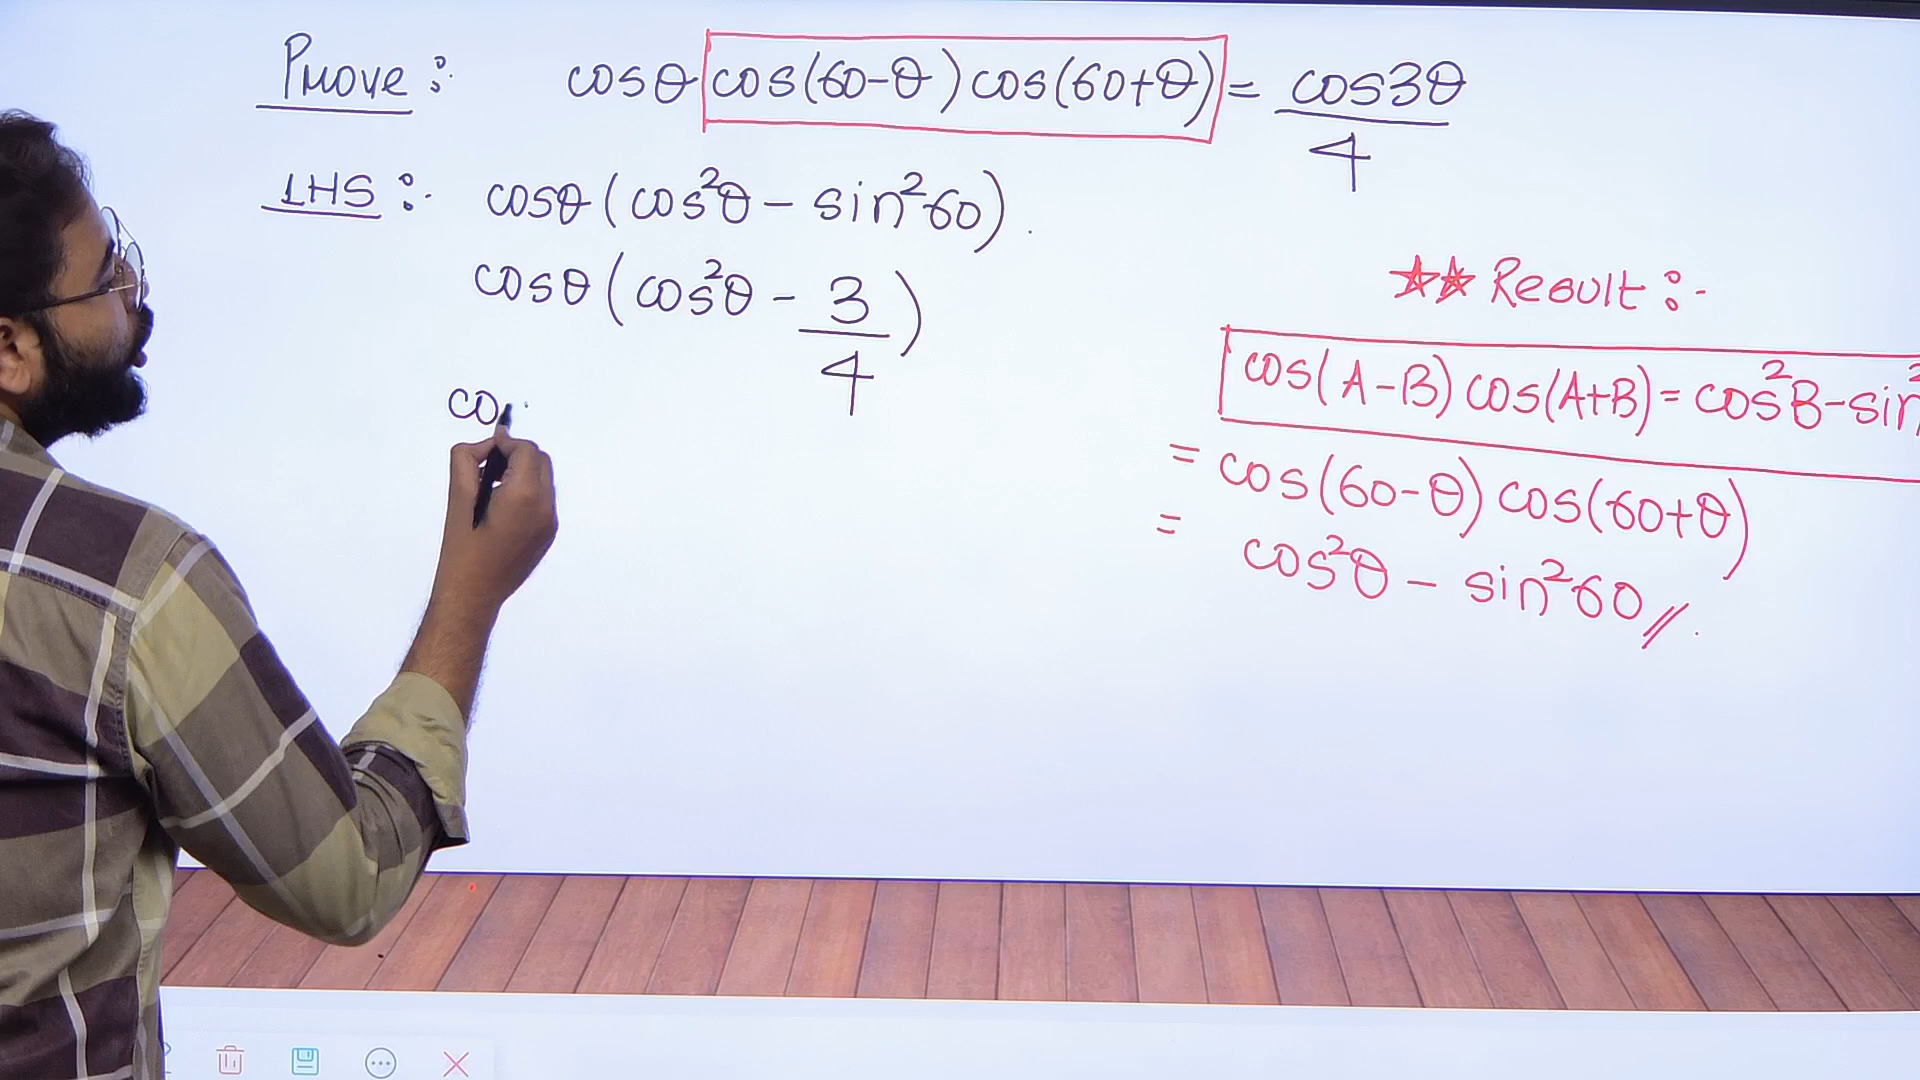 Prove :- cosθ cos(60-θ) cos(60+θ) = cos3θ/4
LHS :- cosθ (cos²θ - sin²60).
cosθ (cos²θ - 3/4)
co
★★ Result :-
cos(A-B) cos(A+B) = cos²B - sin²
= cos(60-θ) cos(60+θ)
= cos²θ - sin²60 //.